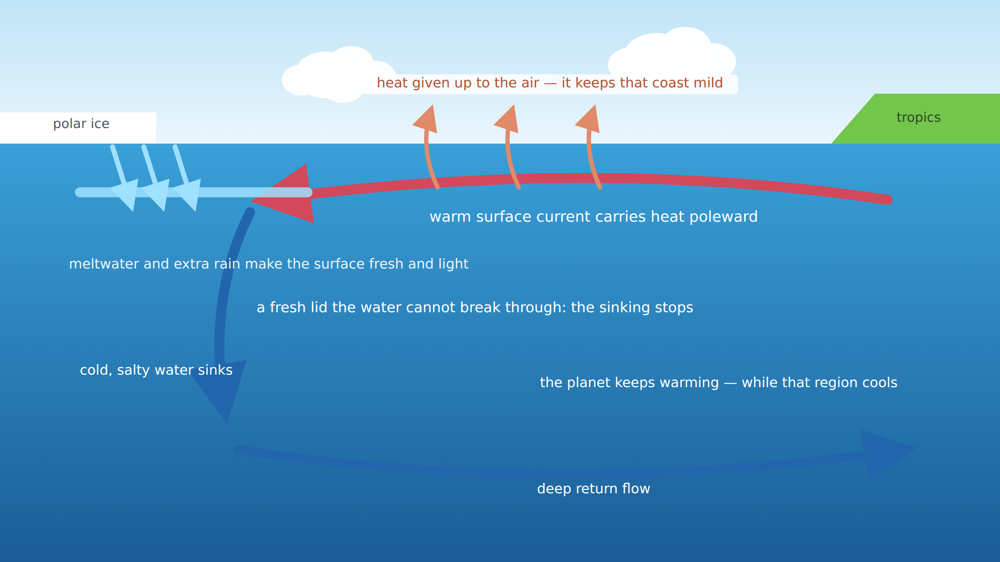 heat given up to the air — it keeps that coast mild
polar ice
tropics
warm surface current carries heat poleward
meltwater and extra rain make the surface fresh and light
a fresh lid the water cannot break through: the sinking stops
cold, salty water sinks
the planet keeps warming — while that region cools
deep return flow